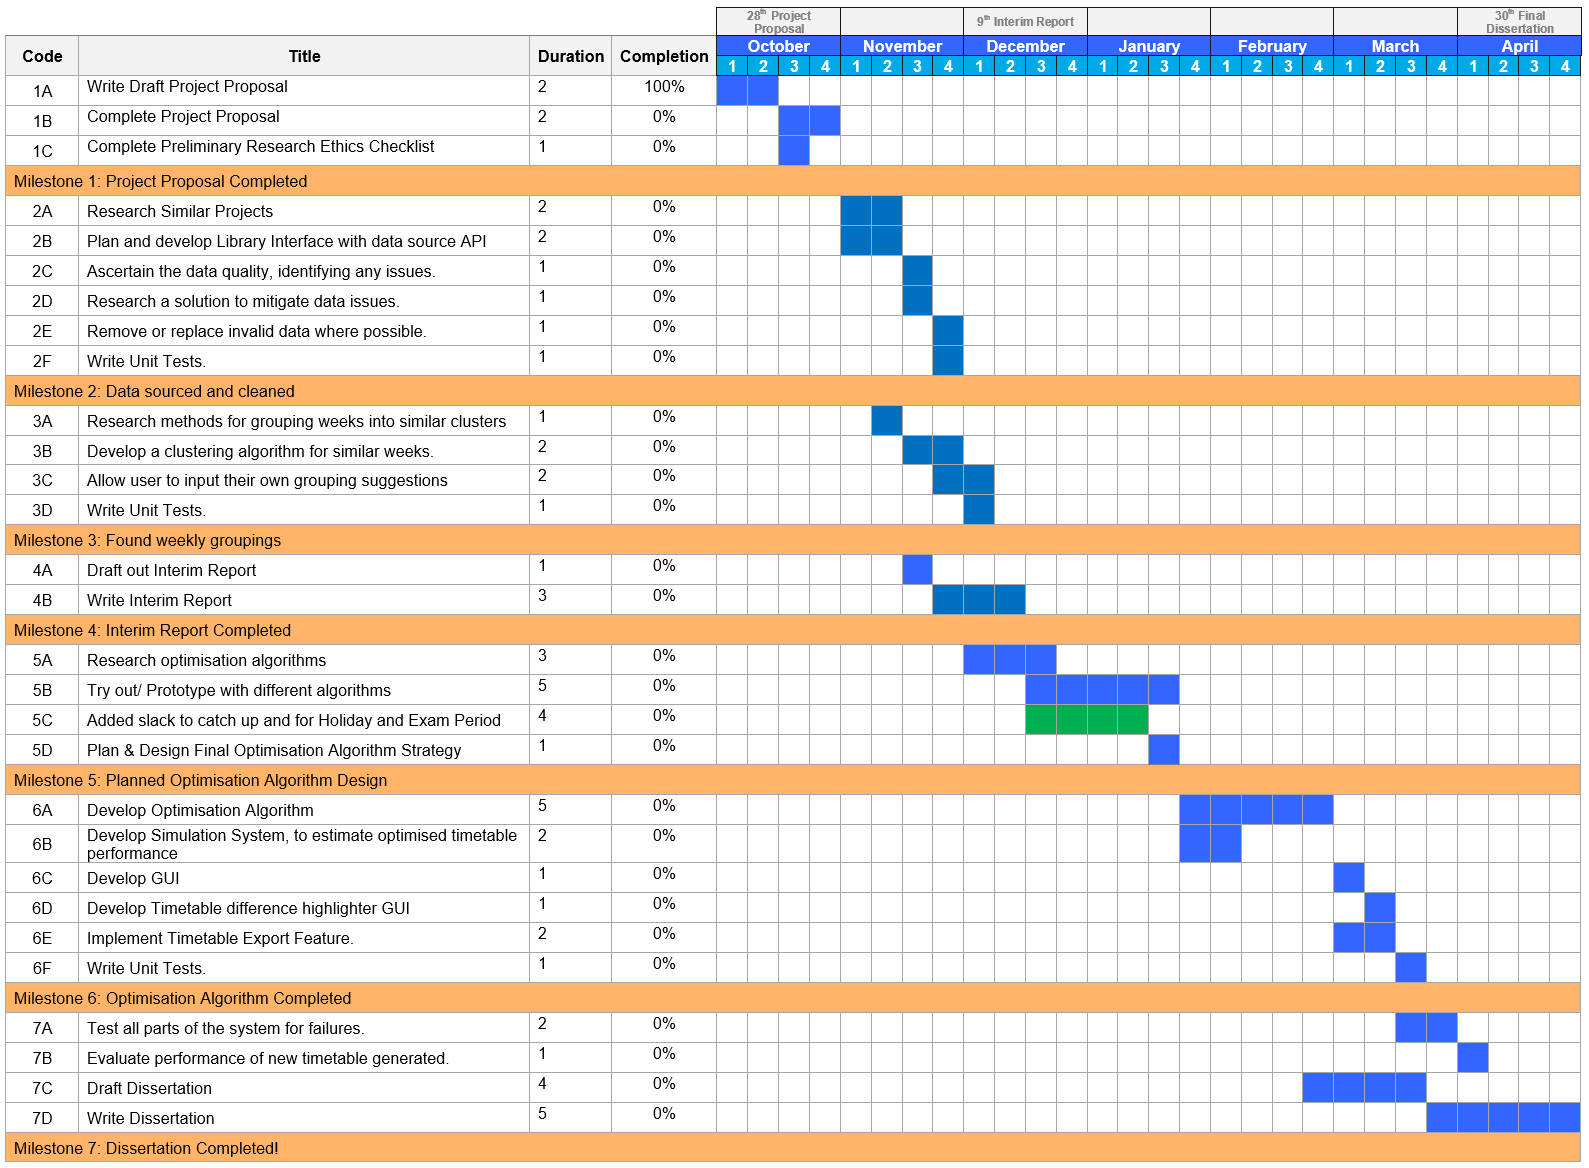 28th Project
Proposal
9th Interim Report
30th Final
Dissertation
Code Title Duration Completion October November December January February March April
1 2 3 4 1 2 3 4 1 2 3 4 1 2 3 4 1 2 3 4 1 2 3 4 1 2 3 4
1A Write Draft Project Proposal 2 100%
1B Complete Project Proposal 2 0%
1C Complete Preliminary Research Ethics Checklist 1 0%
Milestone 1: Project Proposal Completed
2A Research Similar Projects 2 0%
2B Plan and develop Library Interface with data source API 2 0%
2C Ascertain the data quality, identifying any issues. 1 0%
2D Research a solution to mitigate data issues. 1 0%
2E Remove or replace invalid data where possible. 1 0%
2F Write Unit Tests. 1 0%
Milestone 2: Data sourced and cleaned
3A Research methods for grouping weeks into similar clusters 1 0%
3B Develop a clustering algorithm for similar weeks. 2 0%
3C Allow user to input their own grouping suggestions 2 0%
3D Write Unit Tests. 1 0%
Milestone 3: Found weekly groupings
4A Draft out Interim Report 1 0%
4B Write Interim Report 3 0%
Milestone 4: Interim Report Completed
5A Research optimisation algorithms 3 0%
5B Try out/ Prototype with different algorithms 5 0%
5C Added slack to catch up and for Holiday and Exam Period 4 0%
5D Plan & Design Final Optimisation Algorithm Strategy 1 0%
Milestone 5: Planned Optimisation Algorithm Design
6A Develop Optimisation Algorithm 5 0%
6B Develop Simulation System, to estimate optimised timetable 2 0%
performance
6C Develop GUI 1 0%
6D Develop Timetable difference highlighter GUI 1 0%
6E Implement Timetable Export Feature. 2 0%
6F Write Unit Tests. 1 0%
Milestone 6: Optimisation Algorithm Completed
7A Test all parts of the system for failures. 2 0%
7B Evaluate performance of new timetable generated. 1 0%
7C Draft Dissertation 4 0%
7D Write Dissertation 5 0%
Milestone 7: Dissertation Completed!